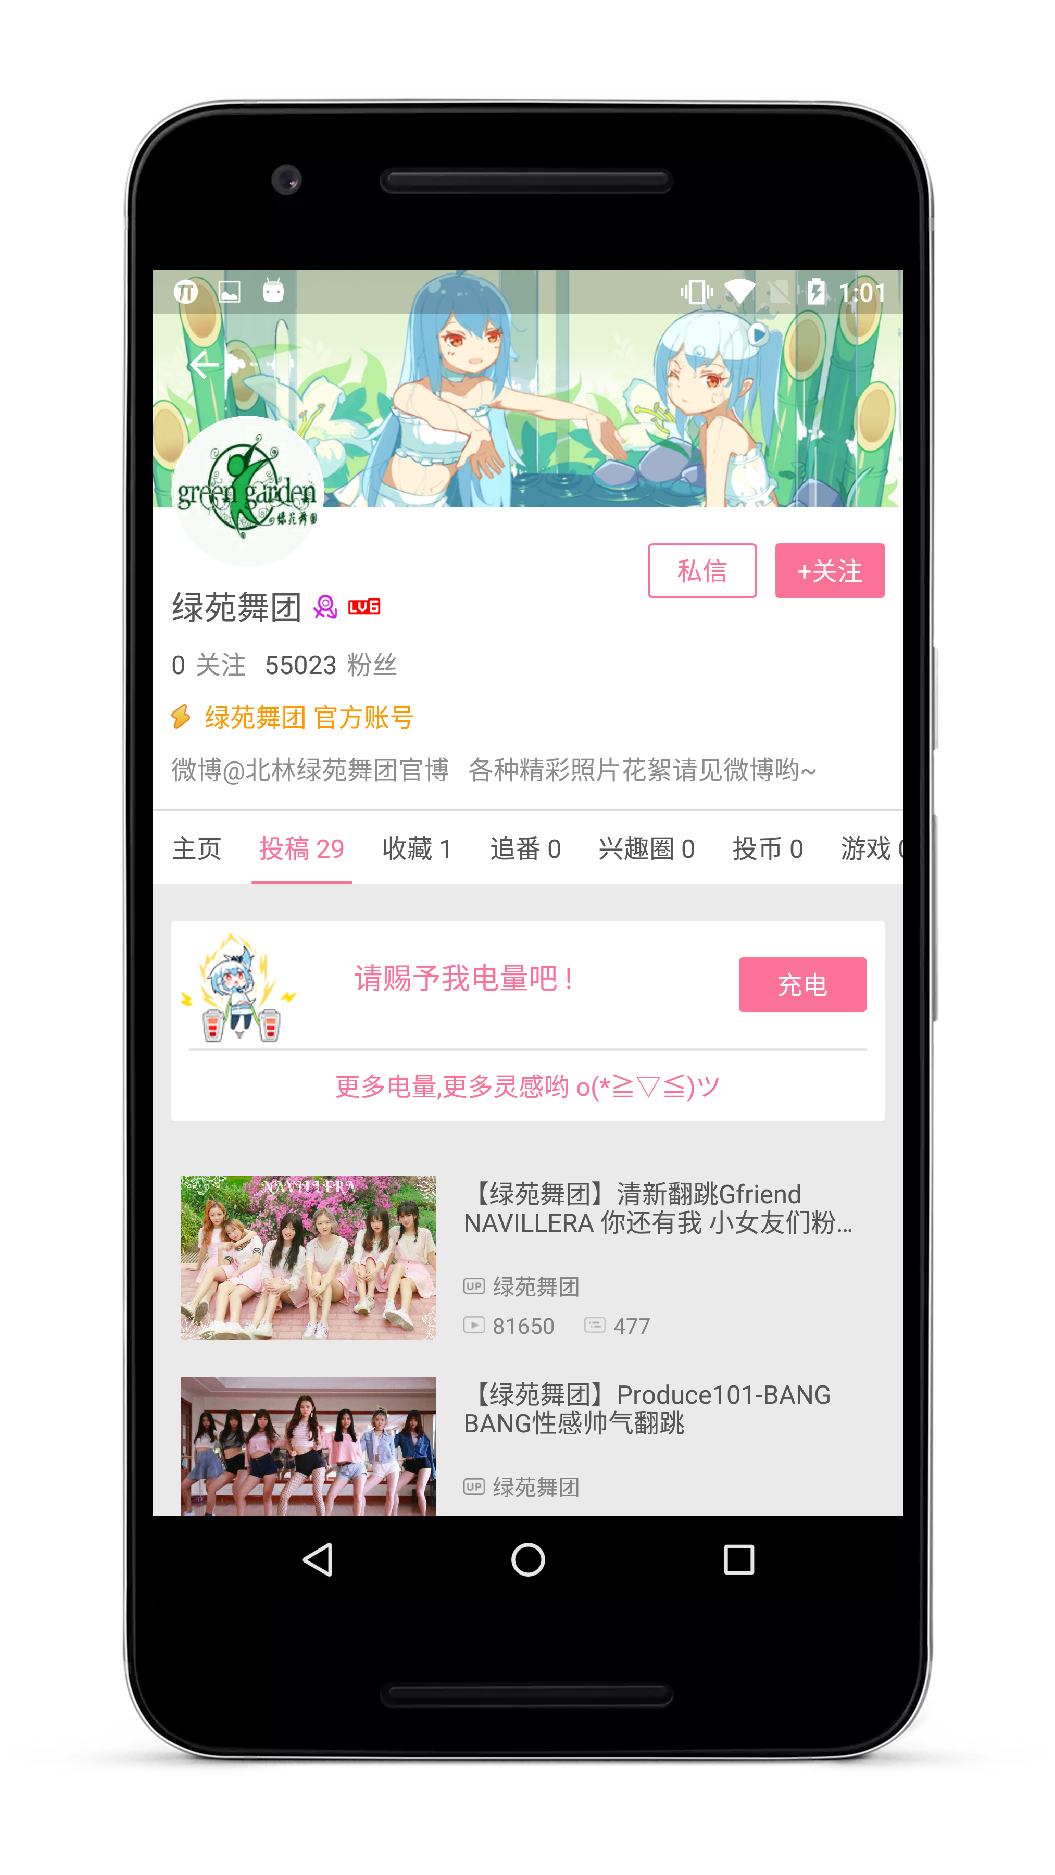 1:01
green garden
绿苑舞团
私信
+关注
绿苑舞团 LV6
0 关注 55023 粉丝
绿苑舞团 官方账号
微博@北林绿苑舞团官博 各种精彩照片花絮请见微博哟~
主页 投稿 29 收藏 1 追番 0 兴趣圈 0 投币 0 游戏 0
请赐予我电量吧！
充电
更多电量,更多灵感哟 o(*≧▽≦)ツ
NAVILLERA
【绿苑舞团】清新翻跳Gfriend
NAVILLERA 你还有我 小女友们粉...
UP 绿苑舞团
81650 477
【绿苑舞团】Produce101-BANG
BANG性感帅气翻跳
UP 绿苑舞团